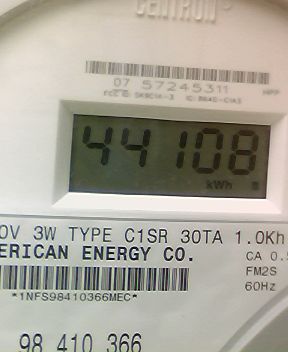 CENTRON
07 57245311
44108
kWh
0V 3W TYPE C1SR 30TA 1.0Kh
ERICAN ENERGY CO. CA 0.5
FM2S
*1NFS98410366MEC* 60Hz
98 410 366